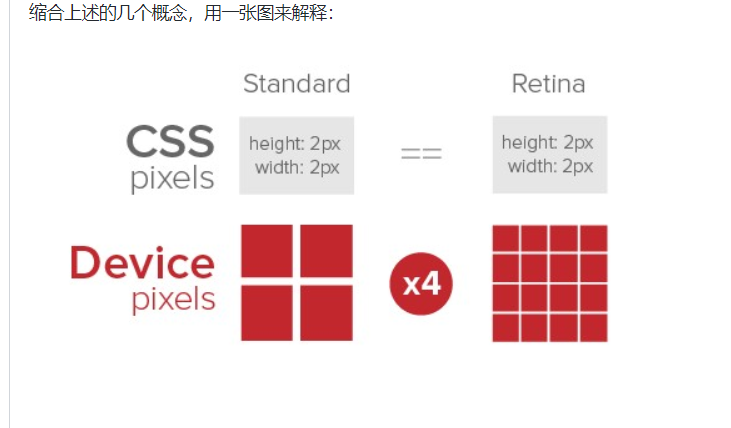 缩合上述的几个概念，用一张图来解释：
Standard
Retina
CSS
pixels
height: 2px
width: 2px
==
height: 2px
width: 2px
Device
pixels
x4